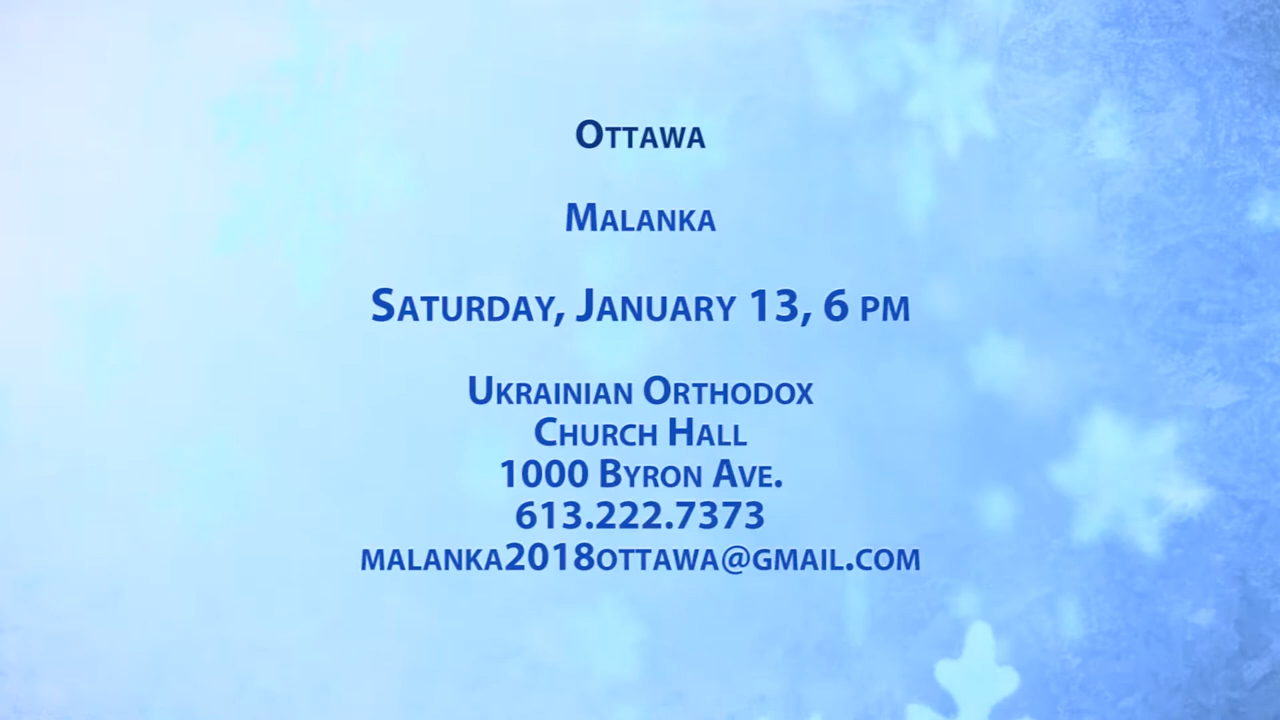 Ottawa
Malanka
Saturday, January 13, 6 pm
Ukrainian Orthodox
Church Hall
1000 Byron Ave.
613.222.7373
malanka2018ottawa@gmail.com